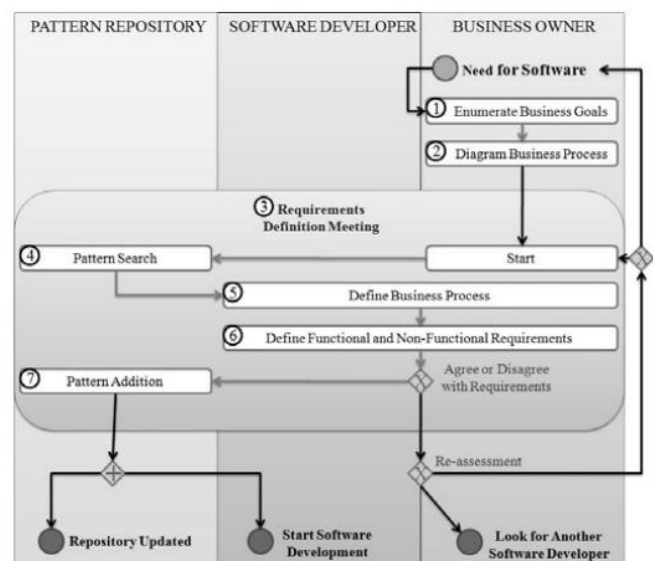 PATTERN REPOSITORY SOFTWARE DEVELOPER BUSINESS OWNER
Need for Software
1 Enumerate Business Goals
2 Diagram Business Process
3 Requirements
Definition Meeting
4 Pattern Search
Start
5 Define Business Process
6 Define Functional and Non-Functional Requirements
7 Pattern Addition
Agree or Disagree
with Requirements
Re-assessment
Repository Updated
Start Software
Development
Look for Another
Software Developer